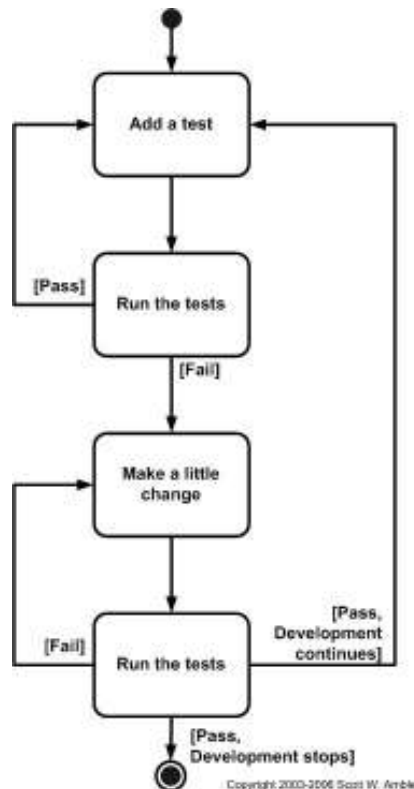 Add a test
[Pass]
Run the tests
[Fail]
Make a little
change
[Fail]
Run the tests
[Pass,
Development
continues]
[Pass,
Development stops]
Copyright 2003-2006 Scott W. Amble